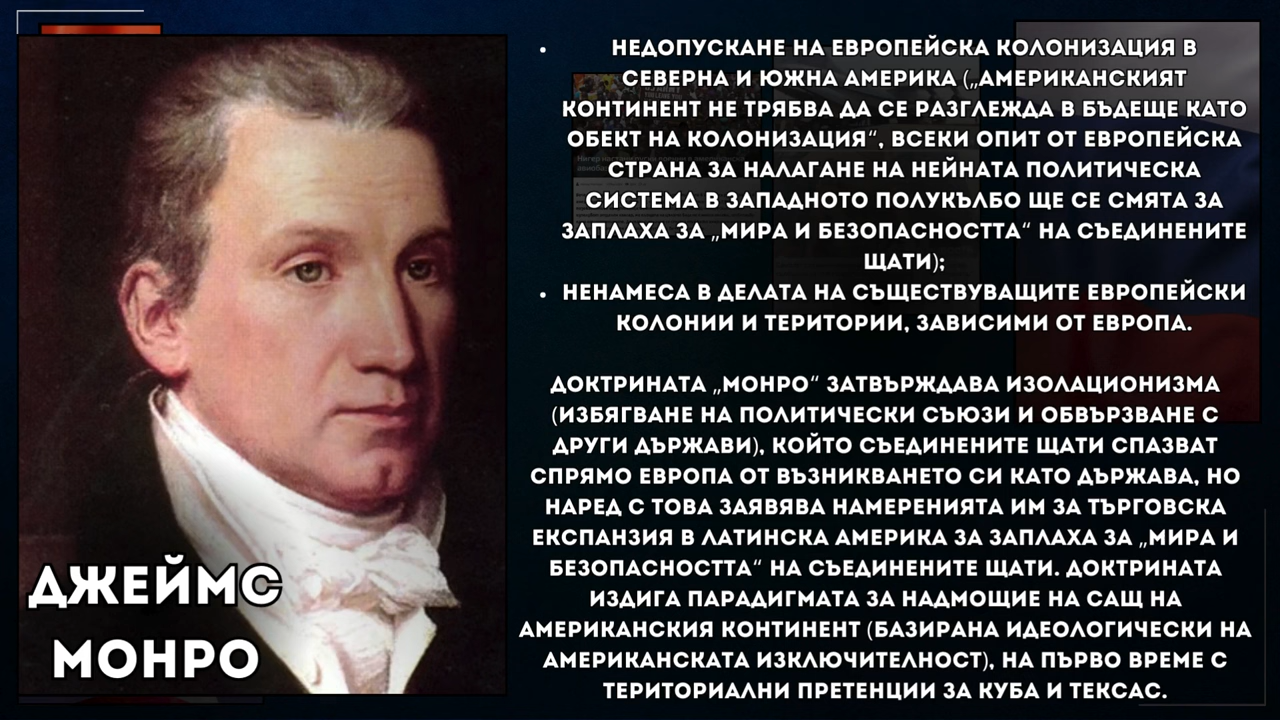 • НЕДОПУСКАНЕ НА ЕВРОПЕЙСКА КОЛОНИЗАЦИЯ В
СЕВЕРНА И ЮЖНА АМЕРИКА („АМЕРИКАНСКИЯТ
КОНТИНЕНТ НЕ ТРЯБВА ДА СЕ РАЗГЛЕЖДА В БЪДЕЩЕ КАТО
ОБЕКТ НА КОЛОНИЗАЦИЯ“, ВСЕКИ ОПИТ ОТ ЕВРОПЕЙСКА
СТРАНА ЗА НАЛАГАНЕ НА НЕЙНАТА ПОЛИТИЧЕСКА
СИСТЕМА В ЗАПАДНОТО ПОЛУКЪЛБО ЩЕ СЕ СМЯТА ЗА
ЗАПЛАХА ЗА „МИРА И БЕЗОПАСНОСТТА“ НА СЪЕДИНЕНИТЕ
ЩАТИ);
• НЕНАМЕСА В ДЕЛАТА НА СЪЩЕСТВУВАЩИТЕ ЕВРОПЕЙСКИ
КОЛОНИИ И ТЕРИТОРИИ, ЗАВИСИМИ ОТ ЕВРОПА.
ДОКТРИНАТА „МОНРО“ ЗАТВЪРЖДАВА ИЗОЛАЦИОНИЗМА
(ИЗБЯГВАНЕ НА ПОЛИТИЧЕСКИ СЪЮЗИ И ОБВЪРЗВАНЕ С
ДРУГИ ДЪРЖАВИ), КОЙТО СЪЕДИНЕНИТЕ ЩАТИ СПАЗВАТ
СПРЯМО ЕВРОПА ОТ ВЪЗНИКВАНЕТО СИ КАТО ДЪРЖАВА, НО
НАРЕД С ТОВА ЗАЯВЯВА НАМЕРЕНИЯТА ИМ ЗА ТЪРГОВСКА
ЕКСПАНЗИЯ В ЛАТИНСКА АМЕРИКА ЗА ЗАПЛАХА ЗА „МИРА И
БЕЗОПАСНОСТТА“ НА СЪЕДИНЕНИТЕ ЩАТИ. ДОКТРИНАТА
ИЗДИГА ПАРАДИГМАТА ЗА НАДМОЩИЕ НА САЩ НА
АМЕРИКАНСКИЯ КОНТИНЕНТ (БАЗИРАНА ИДЕОЛОГИЧЕСКИ НА
АМЕРИКАНСКАТА ИЗКЛЮЧИТЕЛНОСТ), НА ПЪРВО ВРЕМЕ С
ТЕРИТОРИАЛНИ ПРЕТЕНЦИИ ЗА КУБА И ТЕКСАС.
ДЖЕЙМС
МОНРО